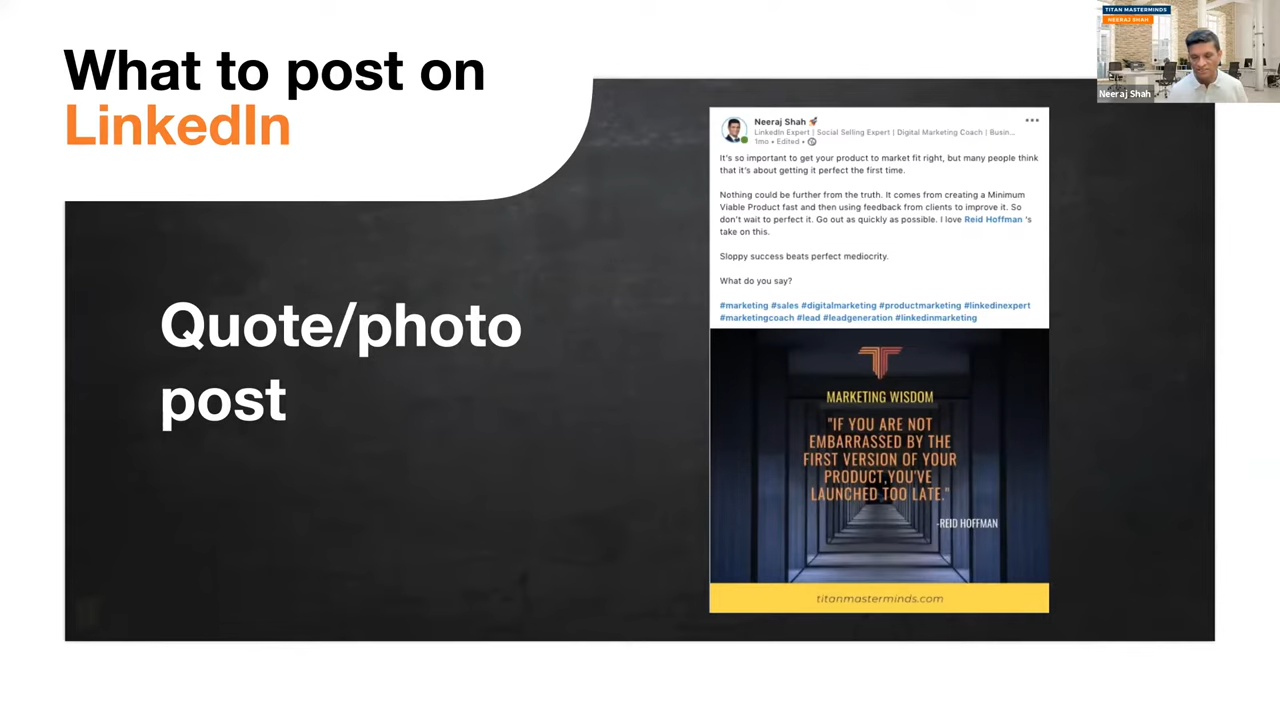 What to post on
LinkedIn
Quote/photo
post
Neeraj Shah 🚀
LinkedIn Expert | Social Selling Expert | Digital Marketing Coach | Busin...
1mo • Edited •
It's so important to get your product to market fit right, but many people think
that it's about getting it perfect the first time.
Nothing could be further from the truth. It comes from creating a Minimum
Viable Product fast and then using feedback from clients to improve it. So
don't wait to perfect it. Go out as quickly as possible. I love Reid Hoffman 's
take on this.
Sloppy success beats perfect mediocrity.
What do you say?
#marketing #sales #digitalmarketing #productmarketing #linkedinexpert
#marketingcoach #lead #leadgeneration #linkedinmarketing
MARKETING WISDOM
"IF YOU ARE NOT
EMBARRASSED BY THE
FIRST VERSION OF YOUR
PRODUCT,YOU'VE
LAUNCHED TOO LATE."
-REID HOFFMAN
titanmasterminds.com
TITAN MASTERMINDS
NEERAJ SHAH
Neeraj Shah